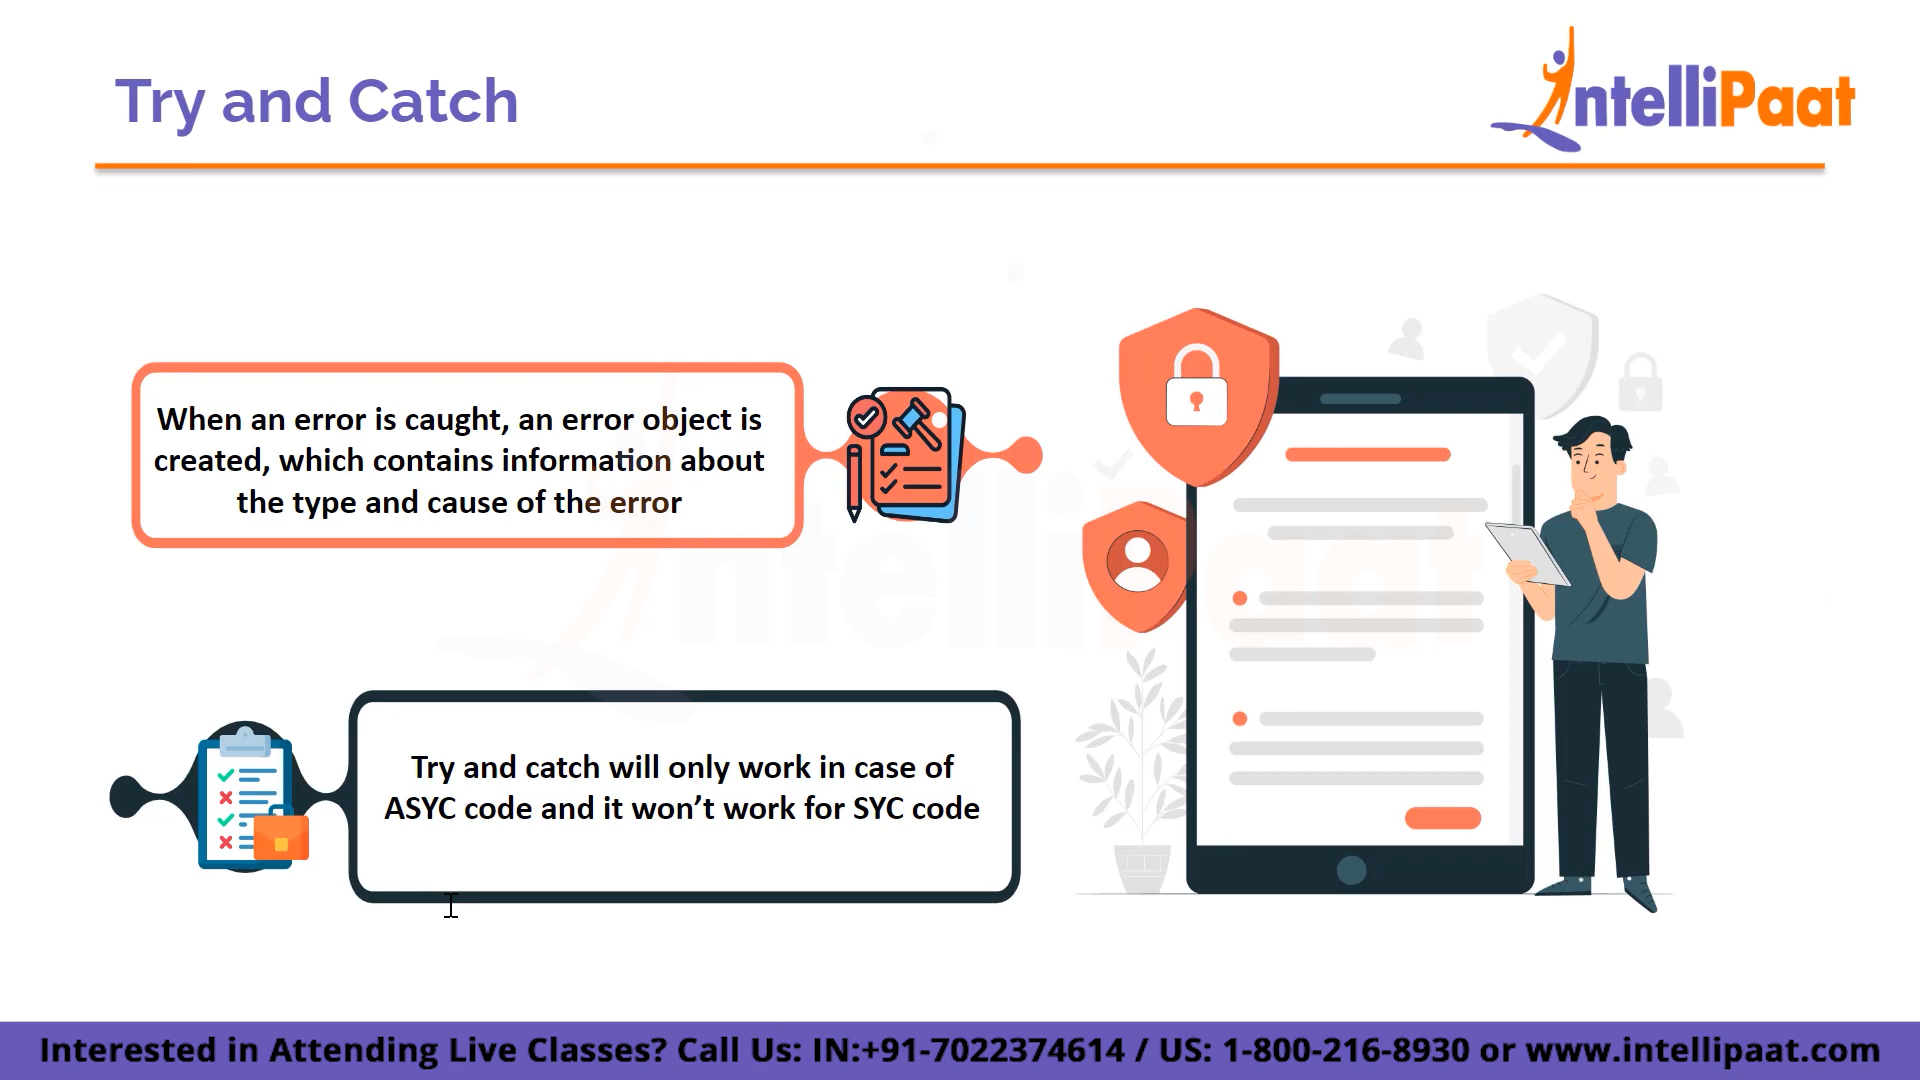 Try and Catch
IntelliPaat
When an error is caught, an error object is
created, which contains information about
the type and cause of the error
Try and catch will only work in case of
ASYC code and it won’t work for SYC code
Interested in Attending Live Classes? Call Us: IN:+91-7022374614 / US: 1-800-216-8930 or www.intellipaat.com